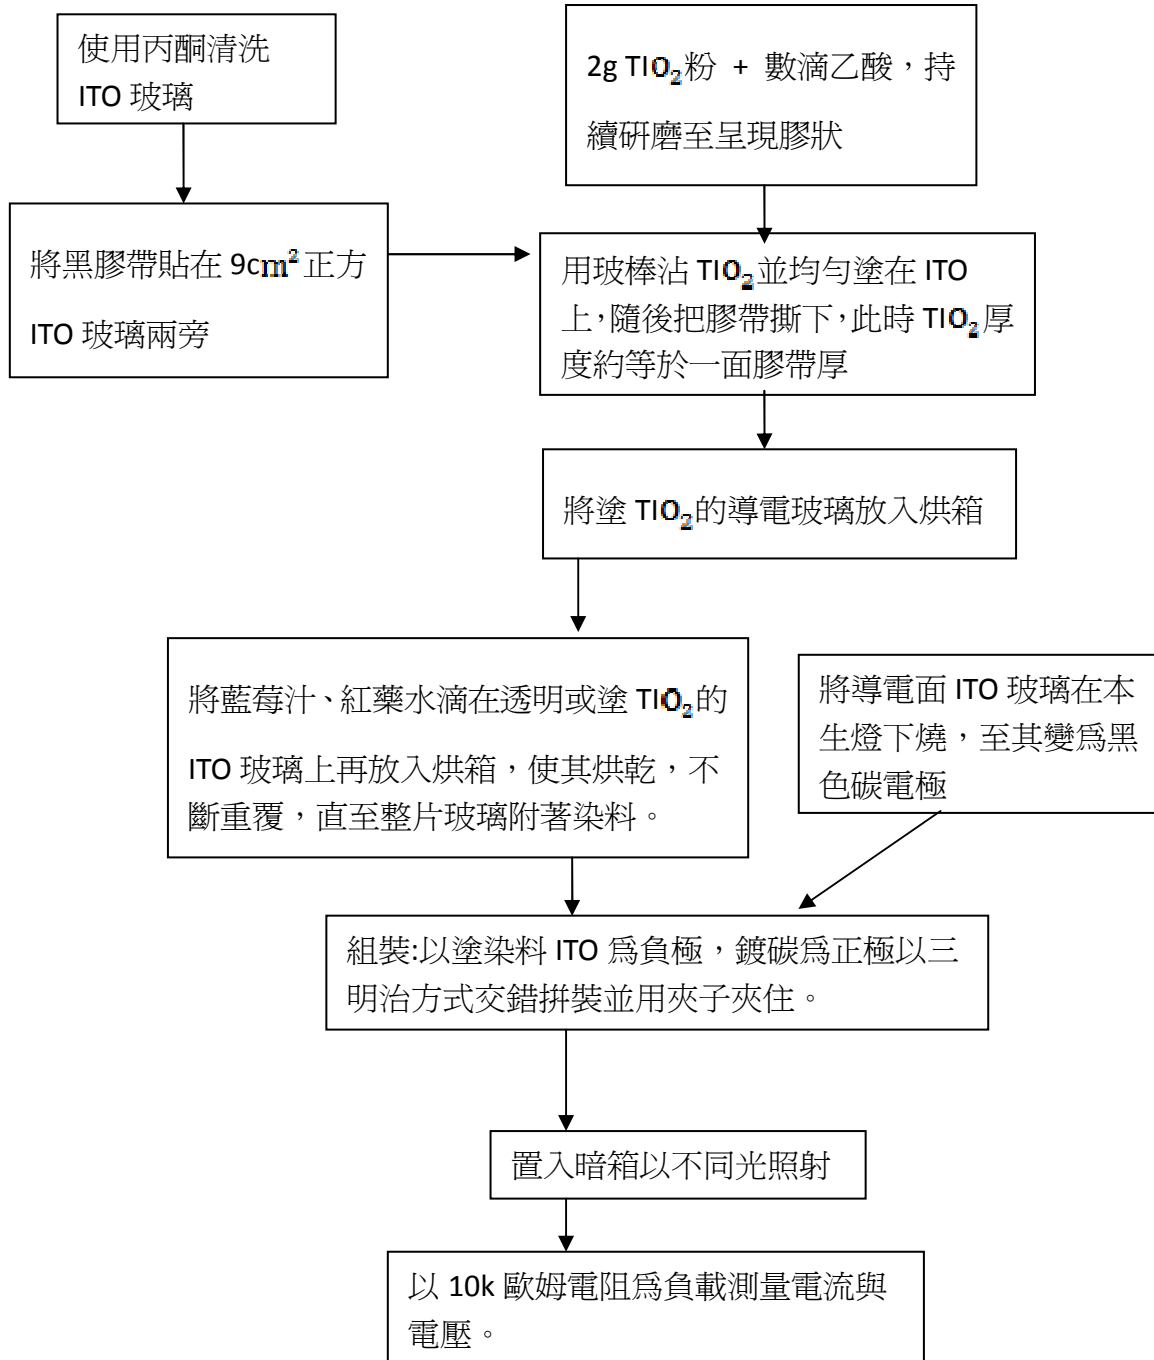 使用丙酮清洗
ITO 玻璃
2g TIO₂粉 + 數滴乙酸，持
續研磨至呈現膠狀
將黑膠帶貼在 9cm²正方
ITO 玻璃兩旁
用玻棒沾 TIO₂並均勻塗在 ITO
上，隨後把膠帶撕下，此時 TIO₂厚
度約等於一面膠帶厚
將塗 TIO₂的導電玻璃放入烘箱
將藍莓汁、紅藥水滴在透明或塗 TIO₂的
ITO 玻璃上再放入烘箱，使其烘乾，不
斷重覆，直至整片玻璃附著染料。
將導電面 ITO 玻璃在本
生燈下燒，至其變為黑
色碳電極
組裝:以塗染料 ITO 為負極，鍍碳為正極以三
明治方式交錯拼裝並用夾子夾住。
置入暗箱以不同光照射
以 10k 歐姆電阻為負載測量電流與
電壓。